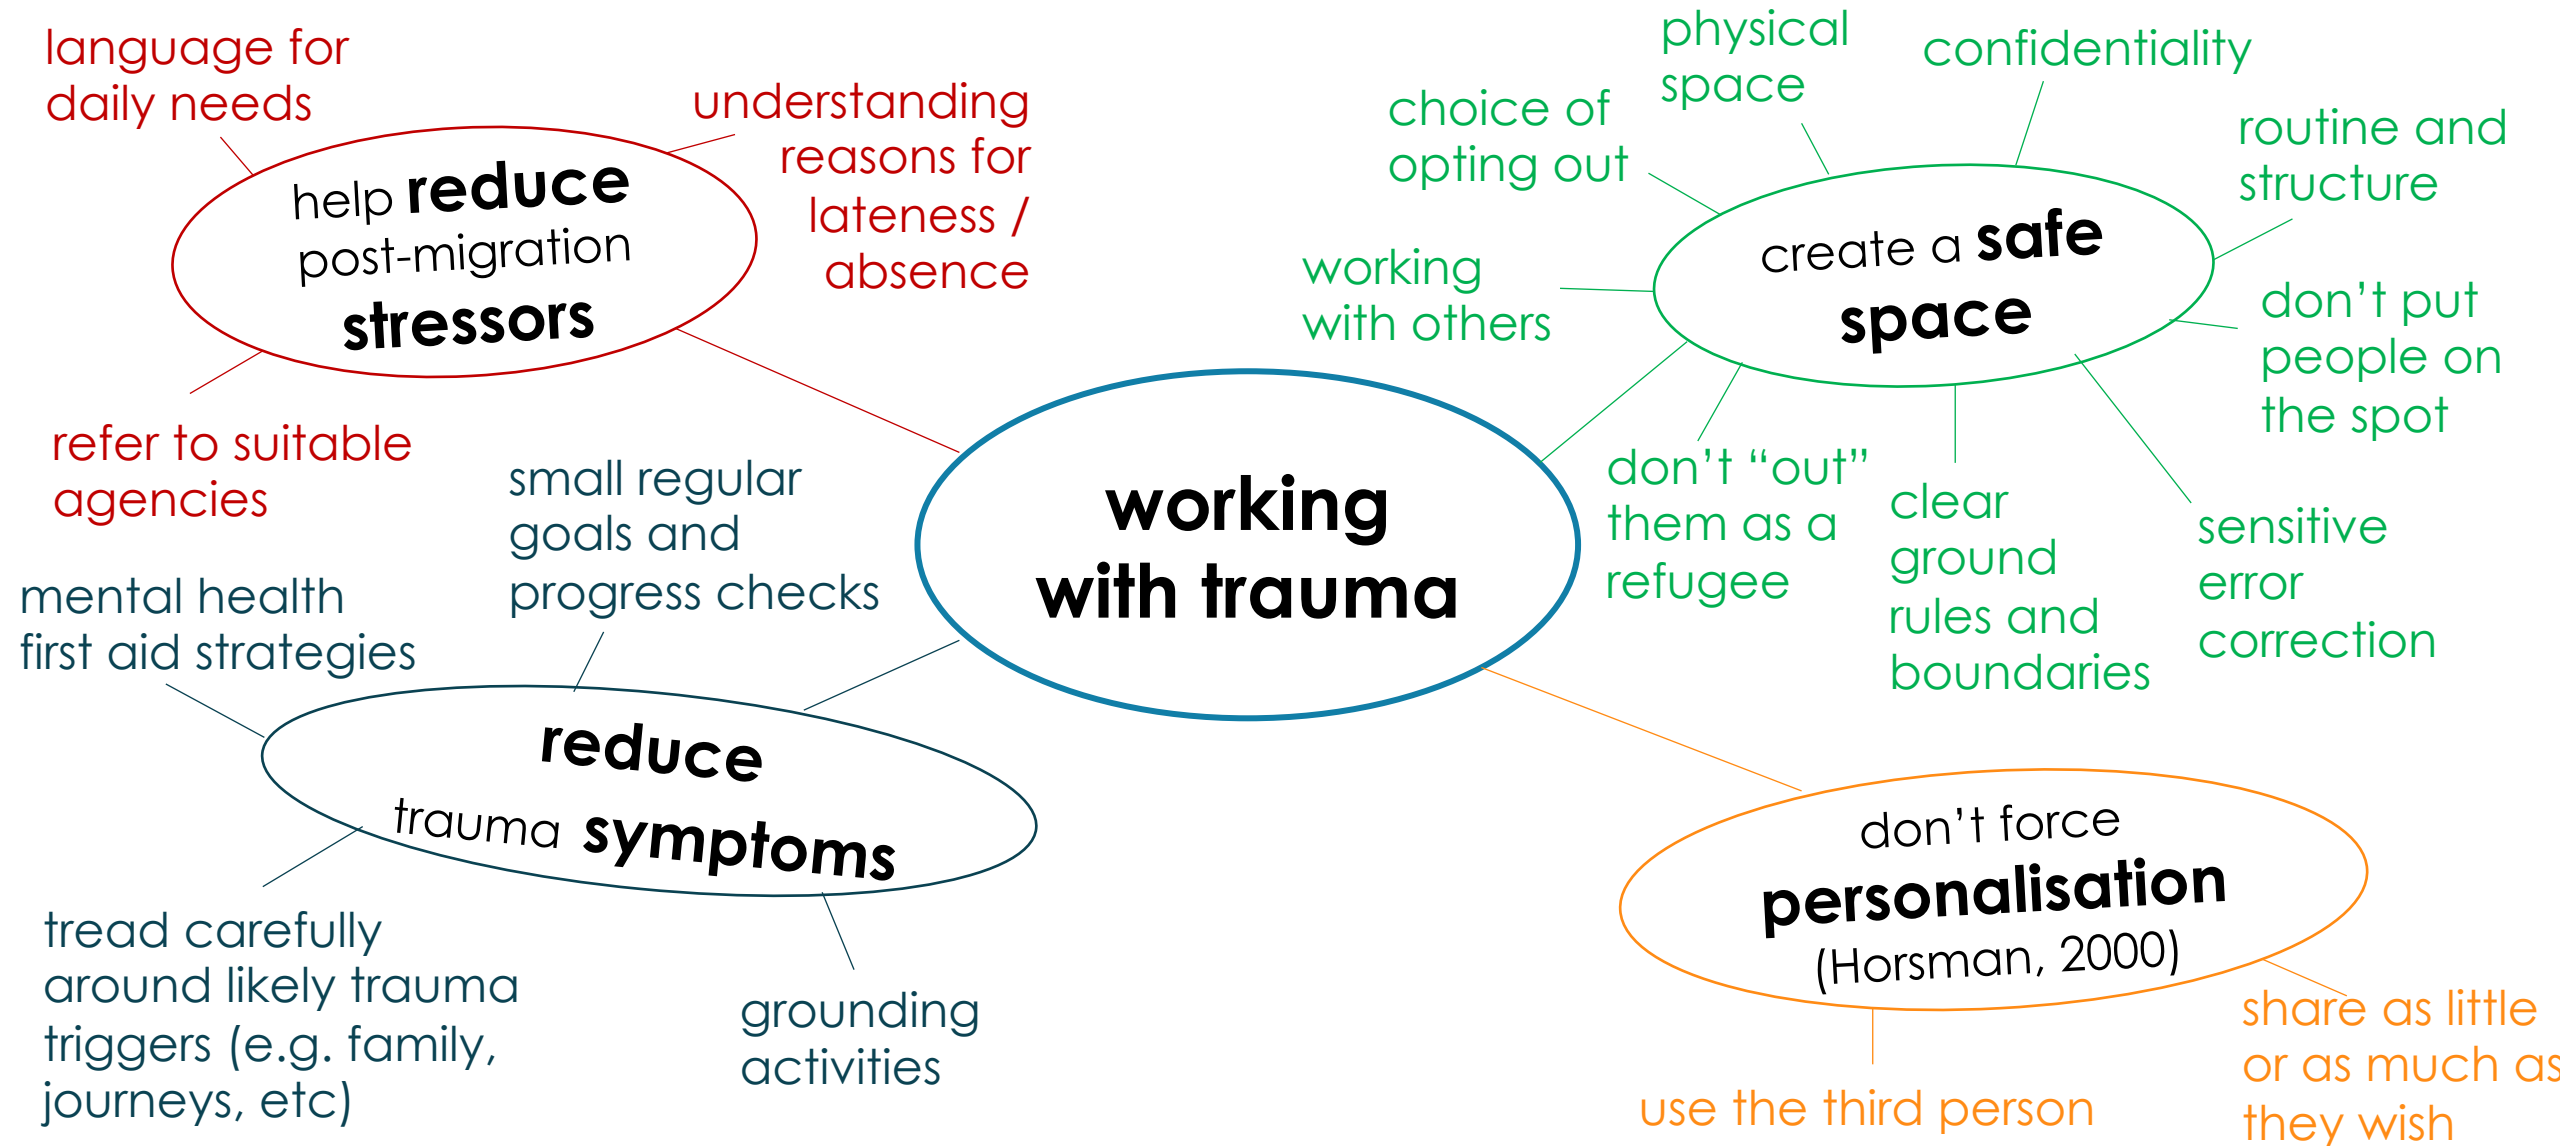 language for
daily needs
understanding
reasons for
lateness /
absence
help reduce
post-migration
stressors
refer to suitable
agencies
physical
space
confidentiality
choice of
opting out
routine and
structure
working
with others
create a safe
space
don't put
people on
the spot
don't “out”
them as a
refugee
clear
ground
rules and
boundaries
sensitive
error
correction
working
with trauma
small regular
goals and
progress checks
mental health
first aid strategies
reduce
trauma symptoms
tread carefully
around likely trauma
triggers (e.g. family,
journeys, etc)
grounding
activities
don't force
personalisation
(Horsman, 2000)
use the third person
share as little
or as much as
they wish